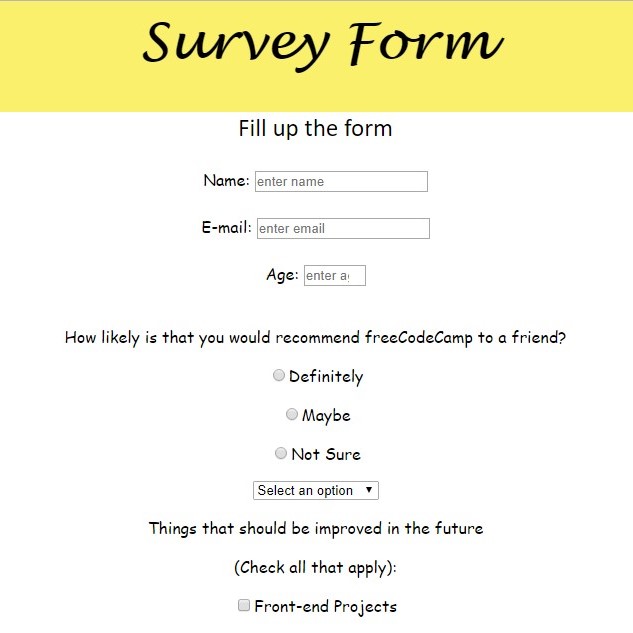 Survey Form
Fill up the form
Name: enter name
E-mail: enter email
Age: enter a
How likely is that you would recommend freeCodeCamp to a friend?
Definitely
Maybe
Not Sure
Select an option
Things that should be improved in the future
(Check all that apply):
Front-end Projects